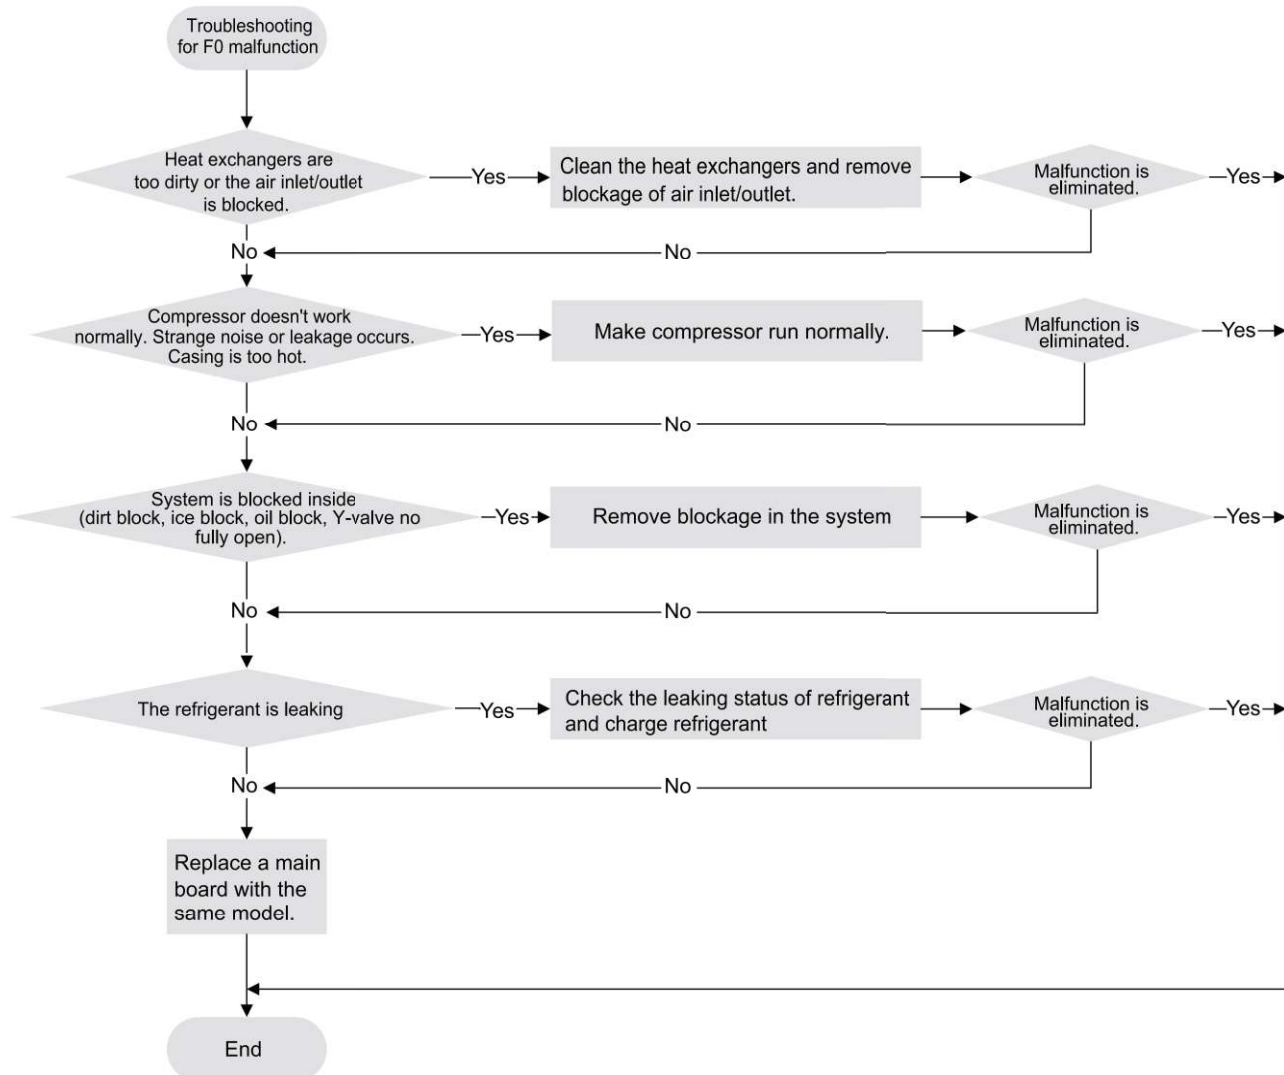 Troubleshooting
for F0 malfunction
Heat exchangers are
too dirty or the air inlet/outlet
is blocked.
Yes
Clean the heat exchangers and remove
blockage of air inlet/outlet.
Malfunction is
eliminated.
Yes
No
No
Compressor doesn't work
normally. Strange noise or leakage occurs.
Casing is too hot.
Yes
Make compressor run normally.
Malfunction is
eliminated.
Yes
No
No
System is blocked inside
(dirt block, ice block, oil block, Y-valve no
fully open).
Yes
Remove blockage in the system
Malfunction is
eliminated.
Yes
No
No
The refrigerant is leaking
Yes
Check the leaking status of refrigerant
and charge refrigerant
Malfunction is
eliminated.
Yes
No
No
Replace a main
board with the
same model.
End